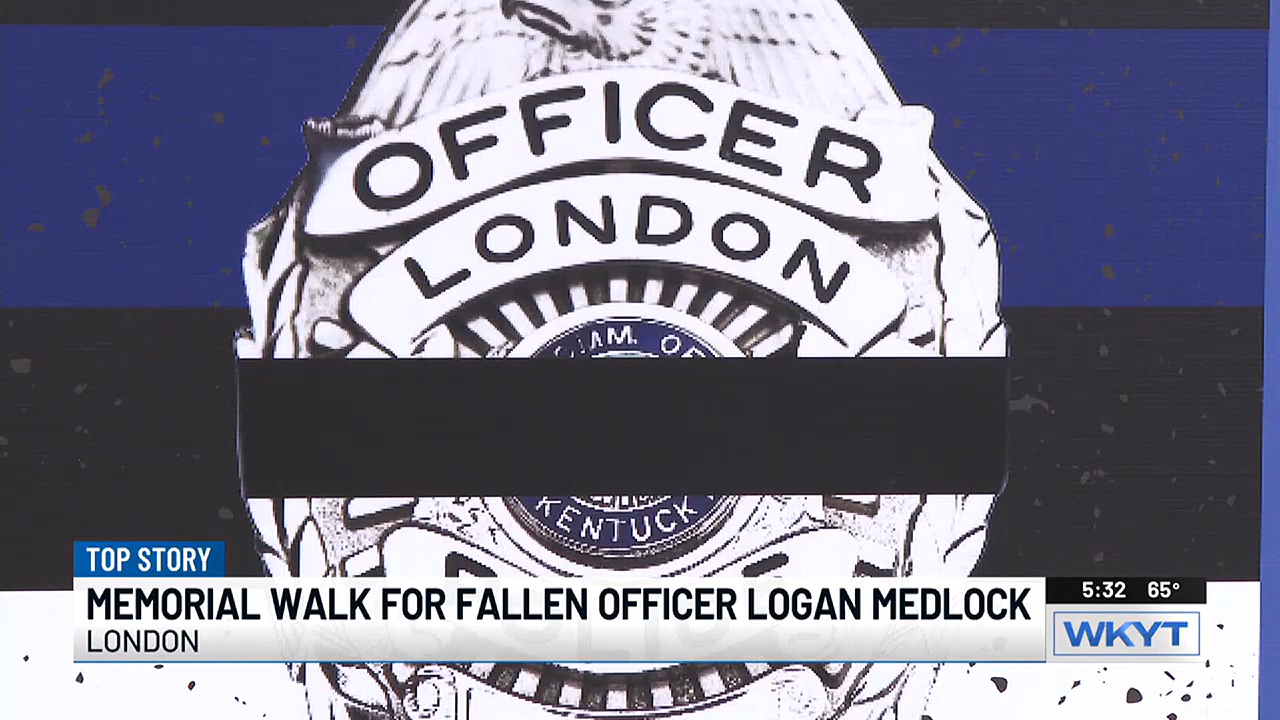 OFFICER
LONDON
KENTUCK
TOP STORY
MEMORIAL WALK FOR FALLEN OFFICER LOGAN MEDLOCK
LONDON
5:32 65°
WKYT